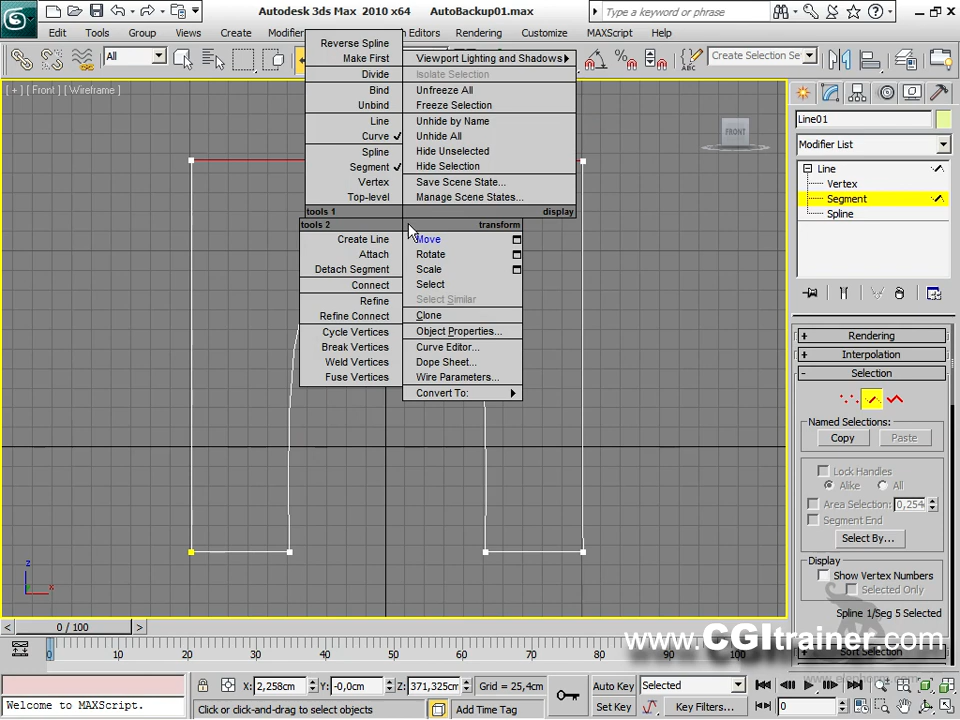 Autodesk 3ds Max 2010 x64 AutoBackup01.max
Type a keyword or phrase
Edit Tools Group Views Create Modifier Editors Rendering Customize MAXScript Help
All
Create Selection Se
[ + ] [ Front ] [ Wireframe ]
FRONT
Reverse Spline
Make First
Divide
Bind
Unbind
Line
Curve
Spline
Segment
Vertex
Top-level
tools 1
Viewport Lighting and Shadows
Isolate Selection
Unfreeze All
Freeze Selection
Unhide by Name
Unhide All
Hide Unselected
Hide Selection
Save Scene State...
Manage Scene States...
display
tools 2
Create Line
Attach
Detach Segment
Connect
Refine
Refine Connect
Cycle Vertices
Break Vertices
Weld Vertices
Fuse Vertices
transform
Move
Rotate
Scale
Select
Select Similar
Clone
Object Properties...
Curve Editor...
Dope Sheet...
Wire Parameters...
Convert To:
Line01
Modifier List
Line
Vertex
Segment
Spline
+ Rendering
+ Interpolation
- Selection
Named Selections:
Copy Paste
Lock Handles
Alike All
Area Selection: 0,254
Segment End
Select By...
Display
Show Vertex Numbers
Selected Only
Spline 1/Seg 5 Selected
Soft Selection
z
x
www.CGItrainer.com
< 0 / 100 >
0 10 20 30 40 50 60 70 80 90 100
X: 2,258cm Y: -0,0cm Z: 371,325cm Grid = 25,4cm
Auto Key Selected
Set Key Key Filters...
0
Welcome to MAXScript.
Click or click-and-drag to select objects
Add Time Tag